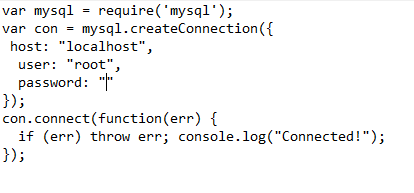 var mysql = require('mysql');
var con = mysql.createConnection({
 host: "localhost",
  user: "root",
  password: ""
});
con.connect(function(err) {
  if (err) throw err; console.log("Connected!");
});